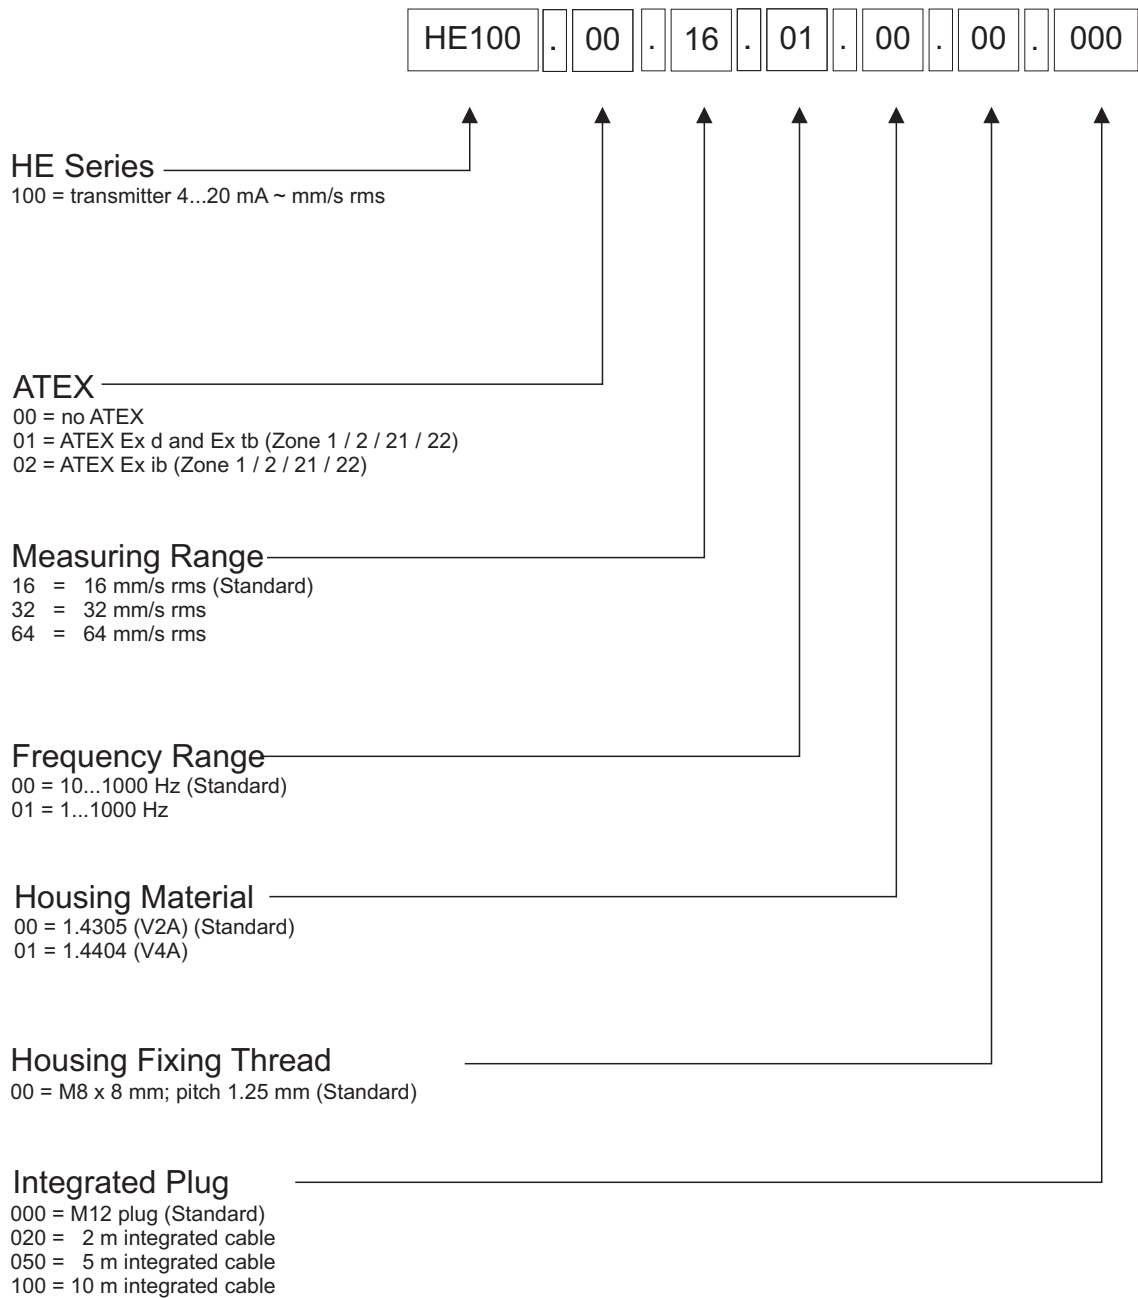 HE100 . 00 . 16 . 01 . 00 . 00 . 000
HE Series
100 = transmitter 4...20 mA ~ mm/s rms
ATEX
00 = no ATEX
01 = ATEX Ex d and Ex tb (Zone 1 / 2 / 21 / 22)
02 = ATEX Ex ib (Zone 1 / 2 / 21 / 22)
Measuring Range
16 = 16 mm/s rms (Standard)
32 = 32 mm/s rms
64 = 64 mm/s rms
Frequency Range
00 = 10...1000 Hz (Standard)
01 = 1...1000 Hz
Housing Material
00 = 1.4305 (V2A) (Standard)
01 = 1.4404 (V4A)
Housing Fixing Thread
00 = M8 x 8 mm; pitch 1.25 mm (Standard)
Integrated Plug
000 = M12 plug (Standard)
020 = 2 m integrated cable
050 = 5 m integrated cable
100 = 10 m integrated cable